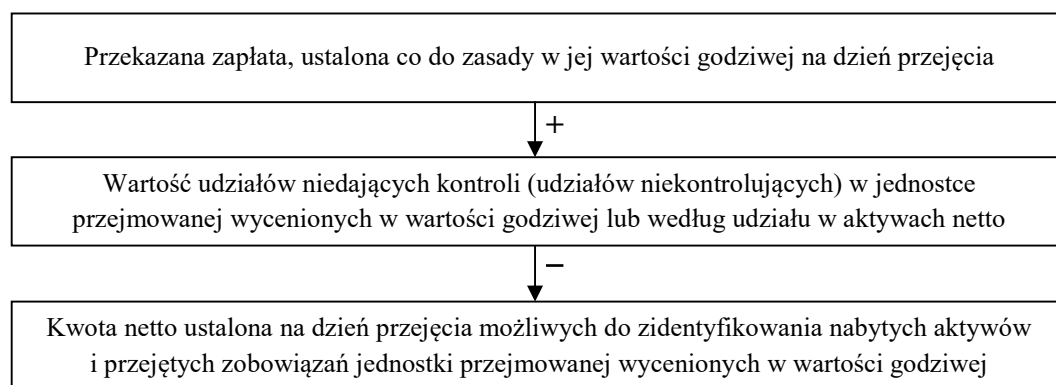 Przekazana zapłata, ustalona co do zasady w jej wartości godziwej na dzień przejęcia
+
Wartość udziałów niedających kontroli (udziałów niekontrolujących) w jednostce
przejmowanej wycenionych w wartości godziwej lub według udziału w aktywach netto
–
Kwota netto ustalona na dzień przejęcia możliwych do zidentyfikowania nabytych aktywów
i przejętych zobowiązań jednostki przejmowanej wycenionych w wartości godziwej